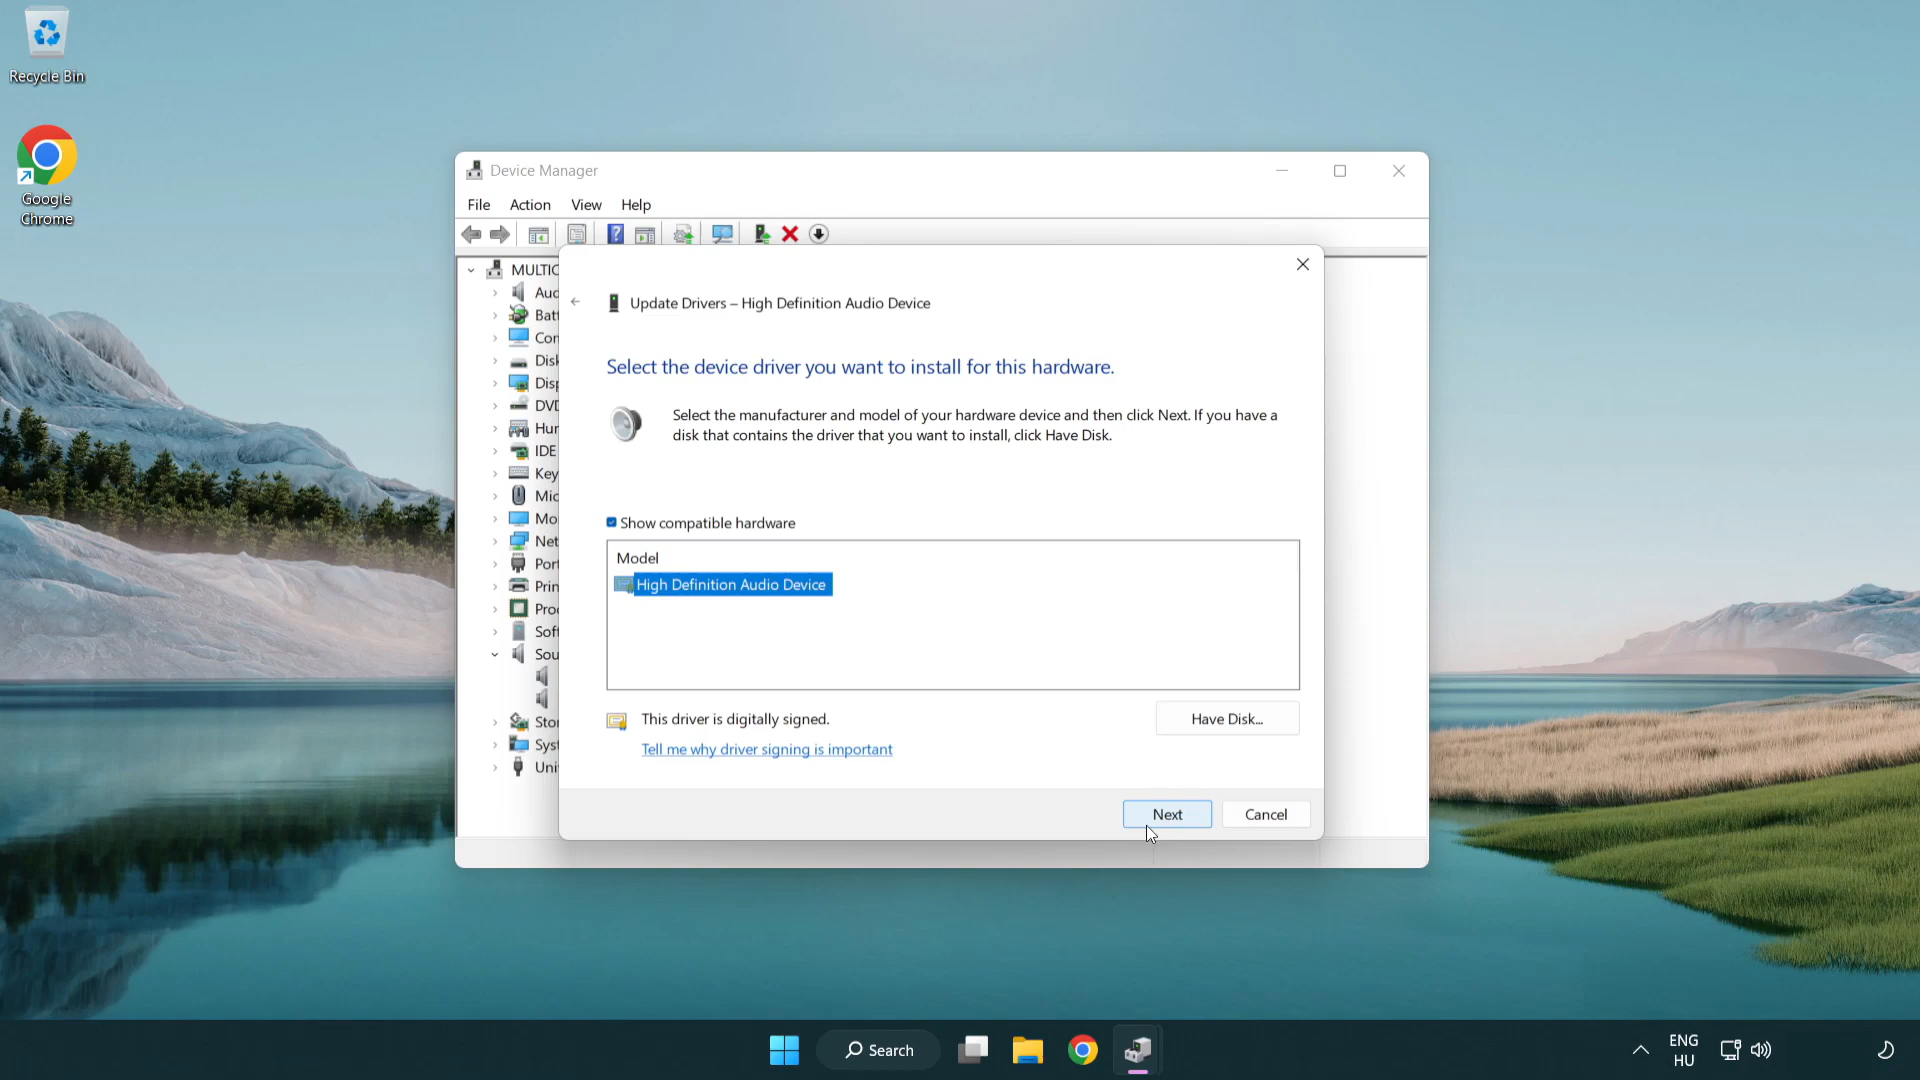 Recycle Bin
Google
Chrome
Device Manager
File Action View Help
Update Drivers – High Definition Audio Device
Select the device driver you want to install for this hardware.
Select the manufacturer and model of your hardware device and then click Next. If you have a
disk that contains the driver that you want to install, click Have Disk.
Show compatible hardware
Model
High Definition Audio Device
This driver is digitally signed.
Have Disk...
Tell me why driver signing is important
Next
Cancel
MULTIC
Aud
Batt
Con
Disk
Disp
DVD
Hum
IDE
Key
Mic
Mo
Net
Port
Prin
Proc
Soft
Sou
Stor
Syst
Uni
Search
ENG
HU